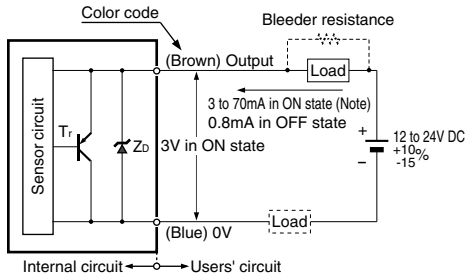 Color code
Bleeder resistance
(Brown) Output
Load
3 to 70mA in ON state (Note)
0.8mA in OFF state
Sensor circuit
Tr
ZD
3V in ON state
+
12 to 24V DC
+10%
-15
−
Load
(Blue) 0V
Internal circuit
Users' circuit